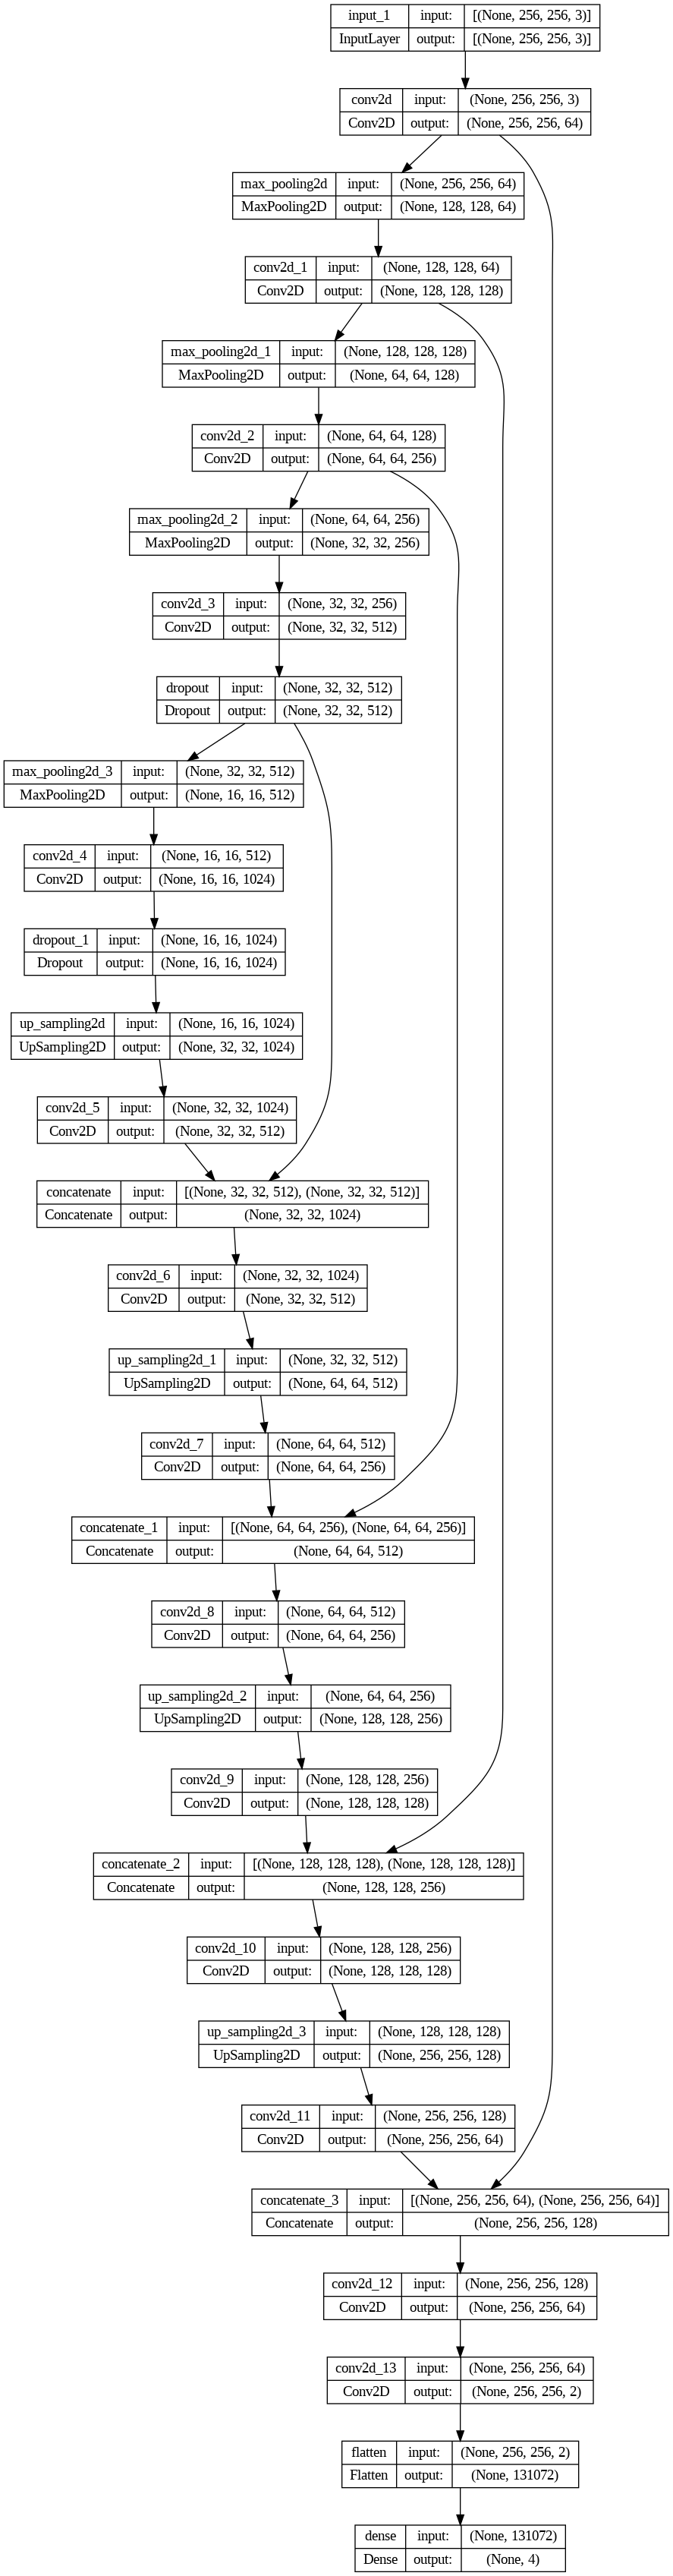 input_1 input: [(None, 256, 256, 3)]
InputLayer output: [(None, 256, 256, 3)]
conv2d input: (None, 256, 256, 3)
Conv2D output: (None, 256, 256, 64)
max_pooling2d input: (None, 256, 256, 64)
MaxPooling2D output: (None, 128, 128, 64)
conv2d_1 input: (None, 128, 128, 64)
Conv2D output: (None, 128, 128, 128)
max_pooling2d_1 input: (None, 128, 128, 128)
MaxPooling2D output: (None, 64, 64, 128)
conv2d_2 input: (None, 64, 64, 128)
Conv2D output: (None, 64, 64, 256)
max_pooling2d_2 input: (None, 64, 64, 256)
MaxPooling2D output: (None, 32, 32, 256)
conv2d_3 input: (None, 32, 32, 256)
Conv2D output: (None, 32, 32, 512)
dropout input: (None, 32, 32, 512)
Dropout output: (None, 32, 32, 512)
max_pooling2d_3 input: (None, 32, 32, 512)
MaxPooling2D output: (None, 16, 16, 512)
conv2d_4 input: (None, 16, 16, 512)
Conv2D output: (None, 16, 16, 1024)
dropout_1 input: (None, 16, 16, 1024)
Dropout output: (None, 16, 16, 1024)
up_sampling2d input: (None, 16, 16, 1024)
UpSampling2D output: (None, 32, 32, 1024)
conv2d_5 input: (None, 32, 32, 1024)
Conv2D output: (None, 32, 32, 512)
concatenate input: [(None, 32, 32, 512), (None, 32, 32, 512)]
Concatenate output: (None, 32, 32, 1024)
conv2d_6 input: (None, 32, 32, 1024)
Conv2D output: (None, 32, 32, 512)
up_sampling2d_1 input: (None, 32, 32, 512)
UpSampling2D output: (None, 64, 64, 512)
conv2d_7 input: (None, 64, 64, 512)
Conv2D output: (None, 64, 64, 256)
concatenate_1 input: [(None, 64, 64, 256), (None, 64, 64, 256)]
Concatenate output: (None, 64, 64, 512)
conv2d_8 input: (None, 64, 64, 512)
Conv2D output: (None, 64, 64, 256)
up_sampling2d_2 input: (None, 64, 64, 256)
UpSampling2D output: (None, 128, 128, 256)
conv2d_9 input: (None, 128, 128, 256)
Conv2D output: (None, 128, 128, 128)
concatenate_2 input: [(None, 128, 128, 128), (None, 128, 128, 128)]
Concatenate output: (None, 128, 128, 256)
conv2d_10 input: (None, 128, 128, 256)
Conv2D output: (None, 128, 128, 128)
up_sampling2d_3 input: (None, 128, 128, 128)
UpSampling2D output: (None, 256, 256, 128)
conv2d_11 input: (None, 256, 256, 128)
Conv2D output: (None, 256, 256, 64)
concatenate_3 input: [(None, 256, 256, 64), (None, 256, 256, 64)]
Concatenate output: (None, 256, 256, 128)
conv2d_12 input: (None, 256, 256, 128)
Conv2D output: (None, 256, 256, 64)
conv2d_13 input: (None, 256, 256, 64)
Conv2D output: (None, 256, 256, 2)
flatten input: (None, 256, 256, 2)
Flatten output: (None, 131072)
dense input: (None, 131072)
Dense output: (None, 4)